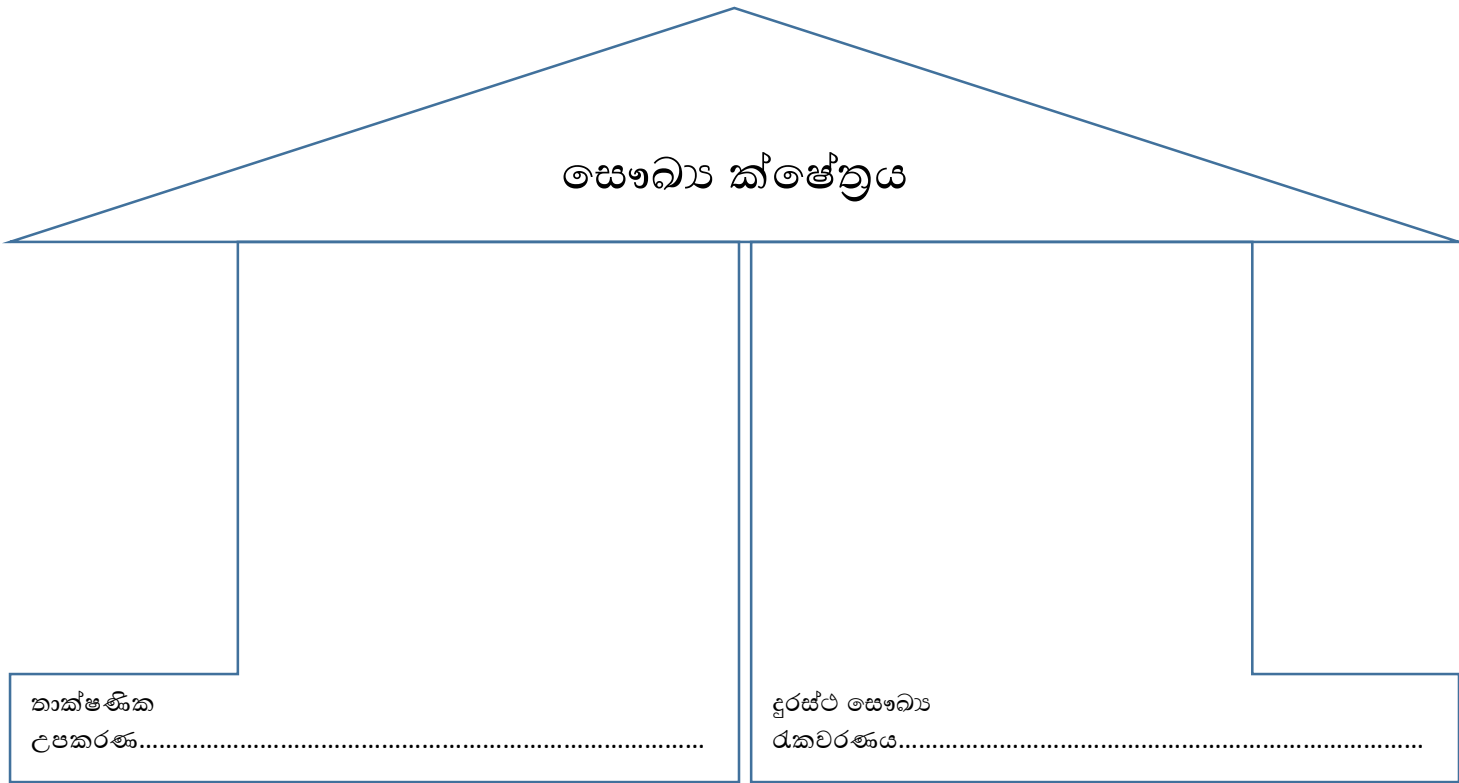 සෞඛ්‍ය ක්ෂේත්‍රය
තාක්ෂණික
උපකරණ.....................................................................................
දුරස්ථ සෞඛ්‍ය
රැකවරණය...............................................................................